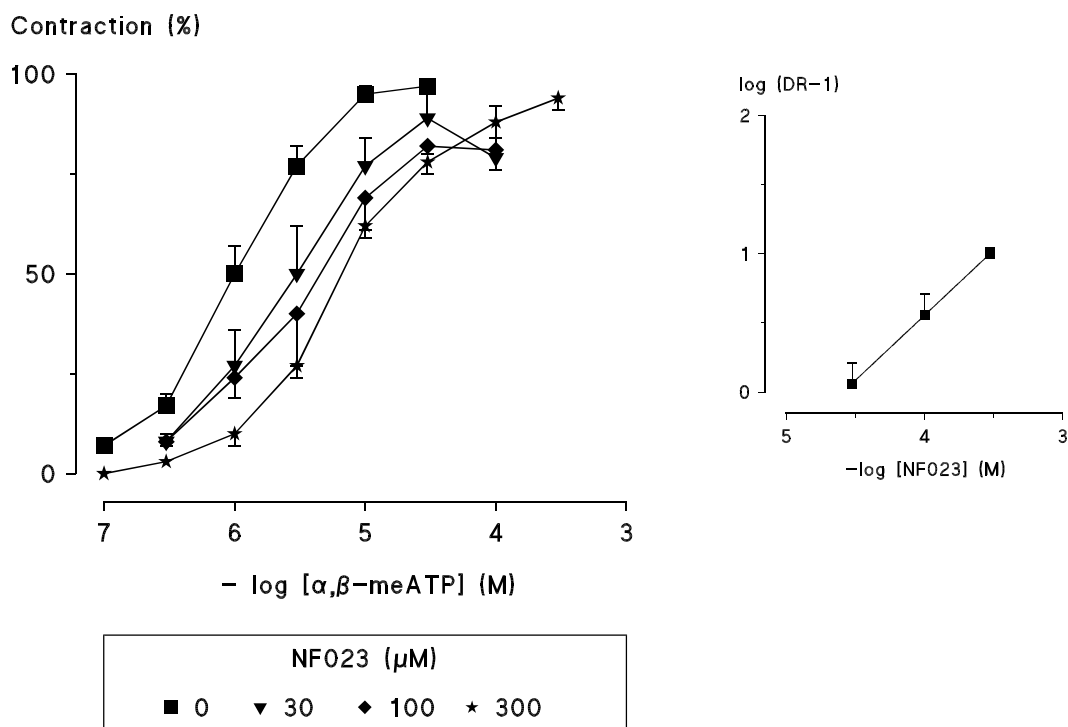 Contraction (%)
100
50
0
7 6 5 4 3
− log [α,β−meATP] (M)
NF023 (μM)
0 30 100 300
log (DR−1)
2
1
0
5 4 3
−log [NF023] (M)